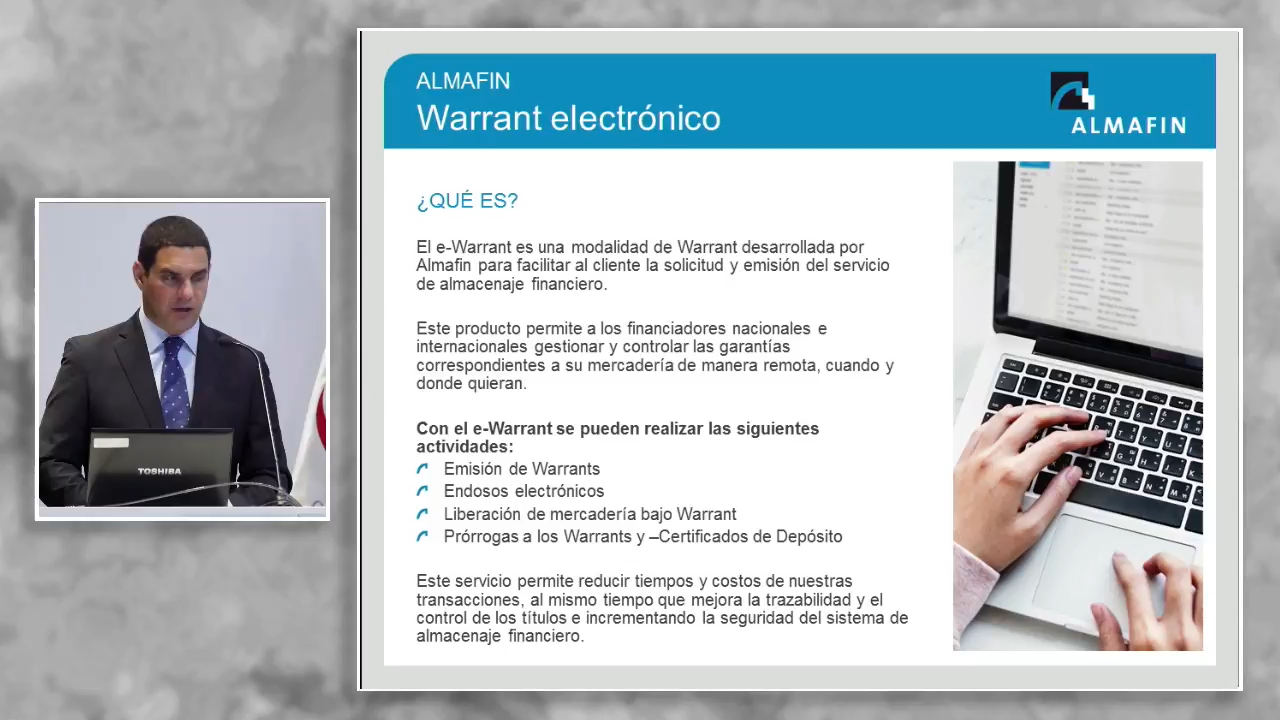 ALMAFIN
Warrant electrónico
ALMAFIN
¿QUÉ ES?
El e-Warrant es una modalidad de Warrant desarrollada por
Almafin para facilitar al cliente la solicitud y emisión del servicio
de almacenaje financiero.
Este producto permite a los financiadores nacionales e
internacionales gestionar y controlar las garantías
correspondientes a su mercadería de manera remota, cuando y
donde quieran.
Con el e-Warrant se pueden realizar las siguientes
actividades:
Emisión de Warrants
Endosos electrónicos
Liberación de mercadería bajo Warrant
Prórrogas a los Warrants y –Certificados de Depósito
Este servicio permite reducir tiempos y costos de nuestras
transacciones, al mismo tiempo que mejora la trazabilidad y el
control de los títulos e incrementando la seguridad del sistema de
almacenaje financiero.
TOSHIBA